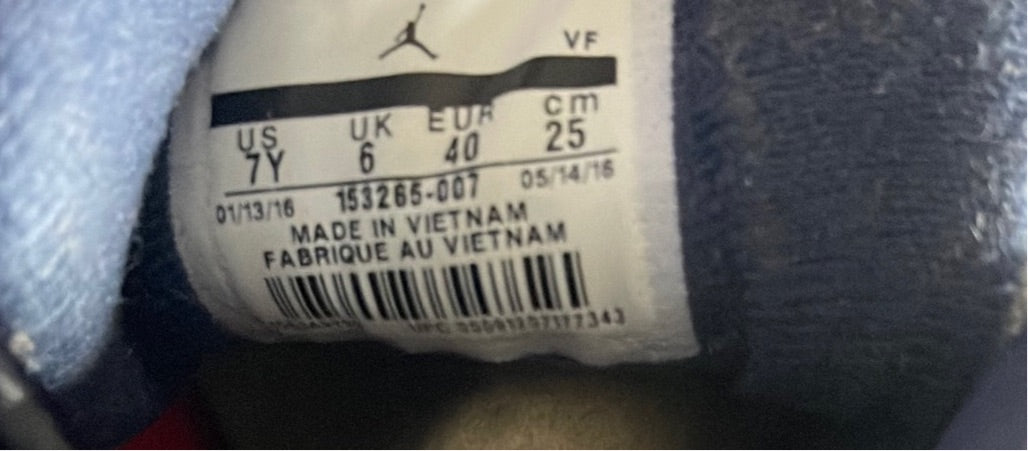 VF
US UK EUR cm
7Y 6 40 25
01/13/16 153265-007 05/14/16
MADE IN VIETNAM
FABRIQUE AU VIETNAM
UPC